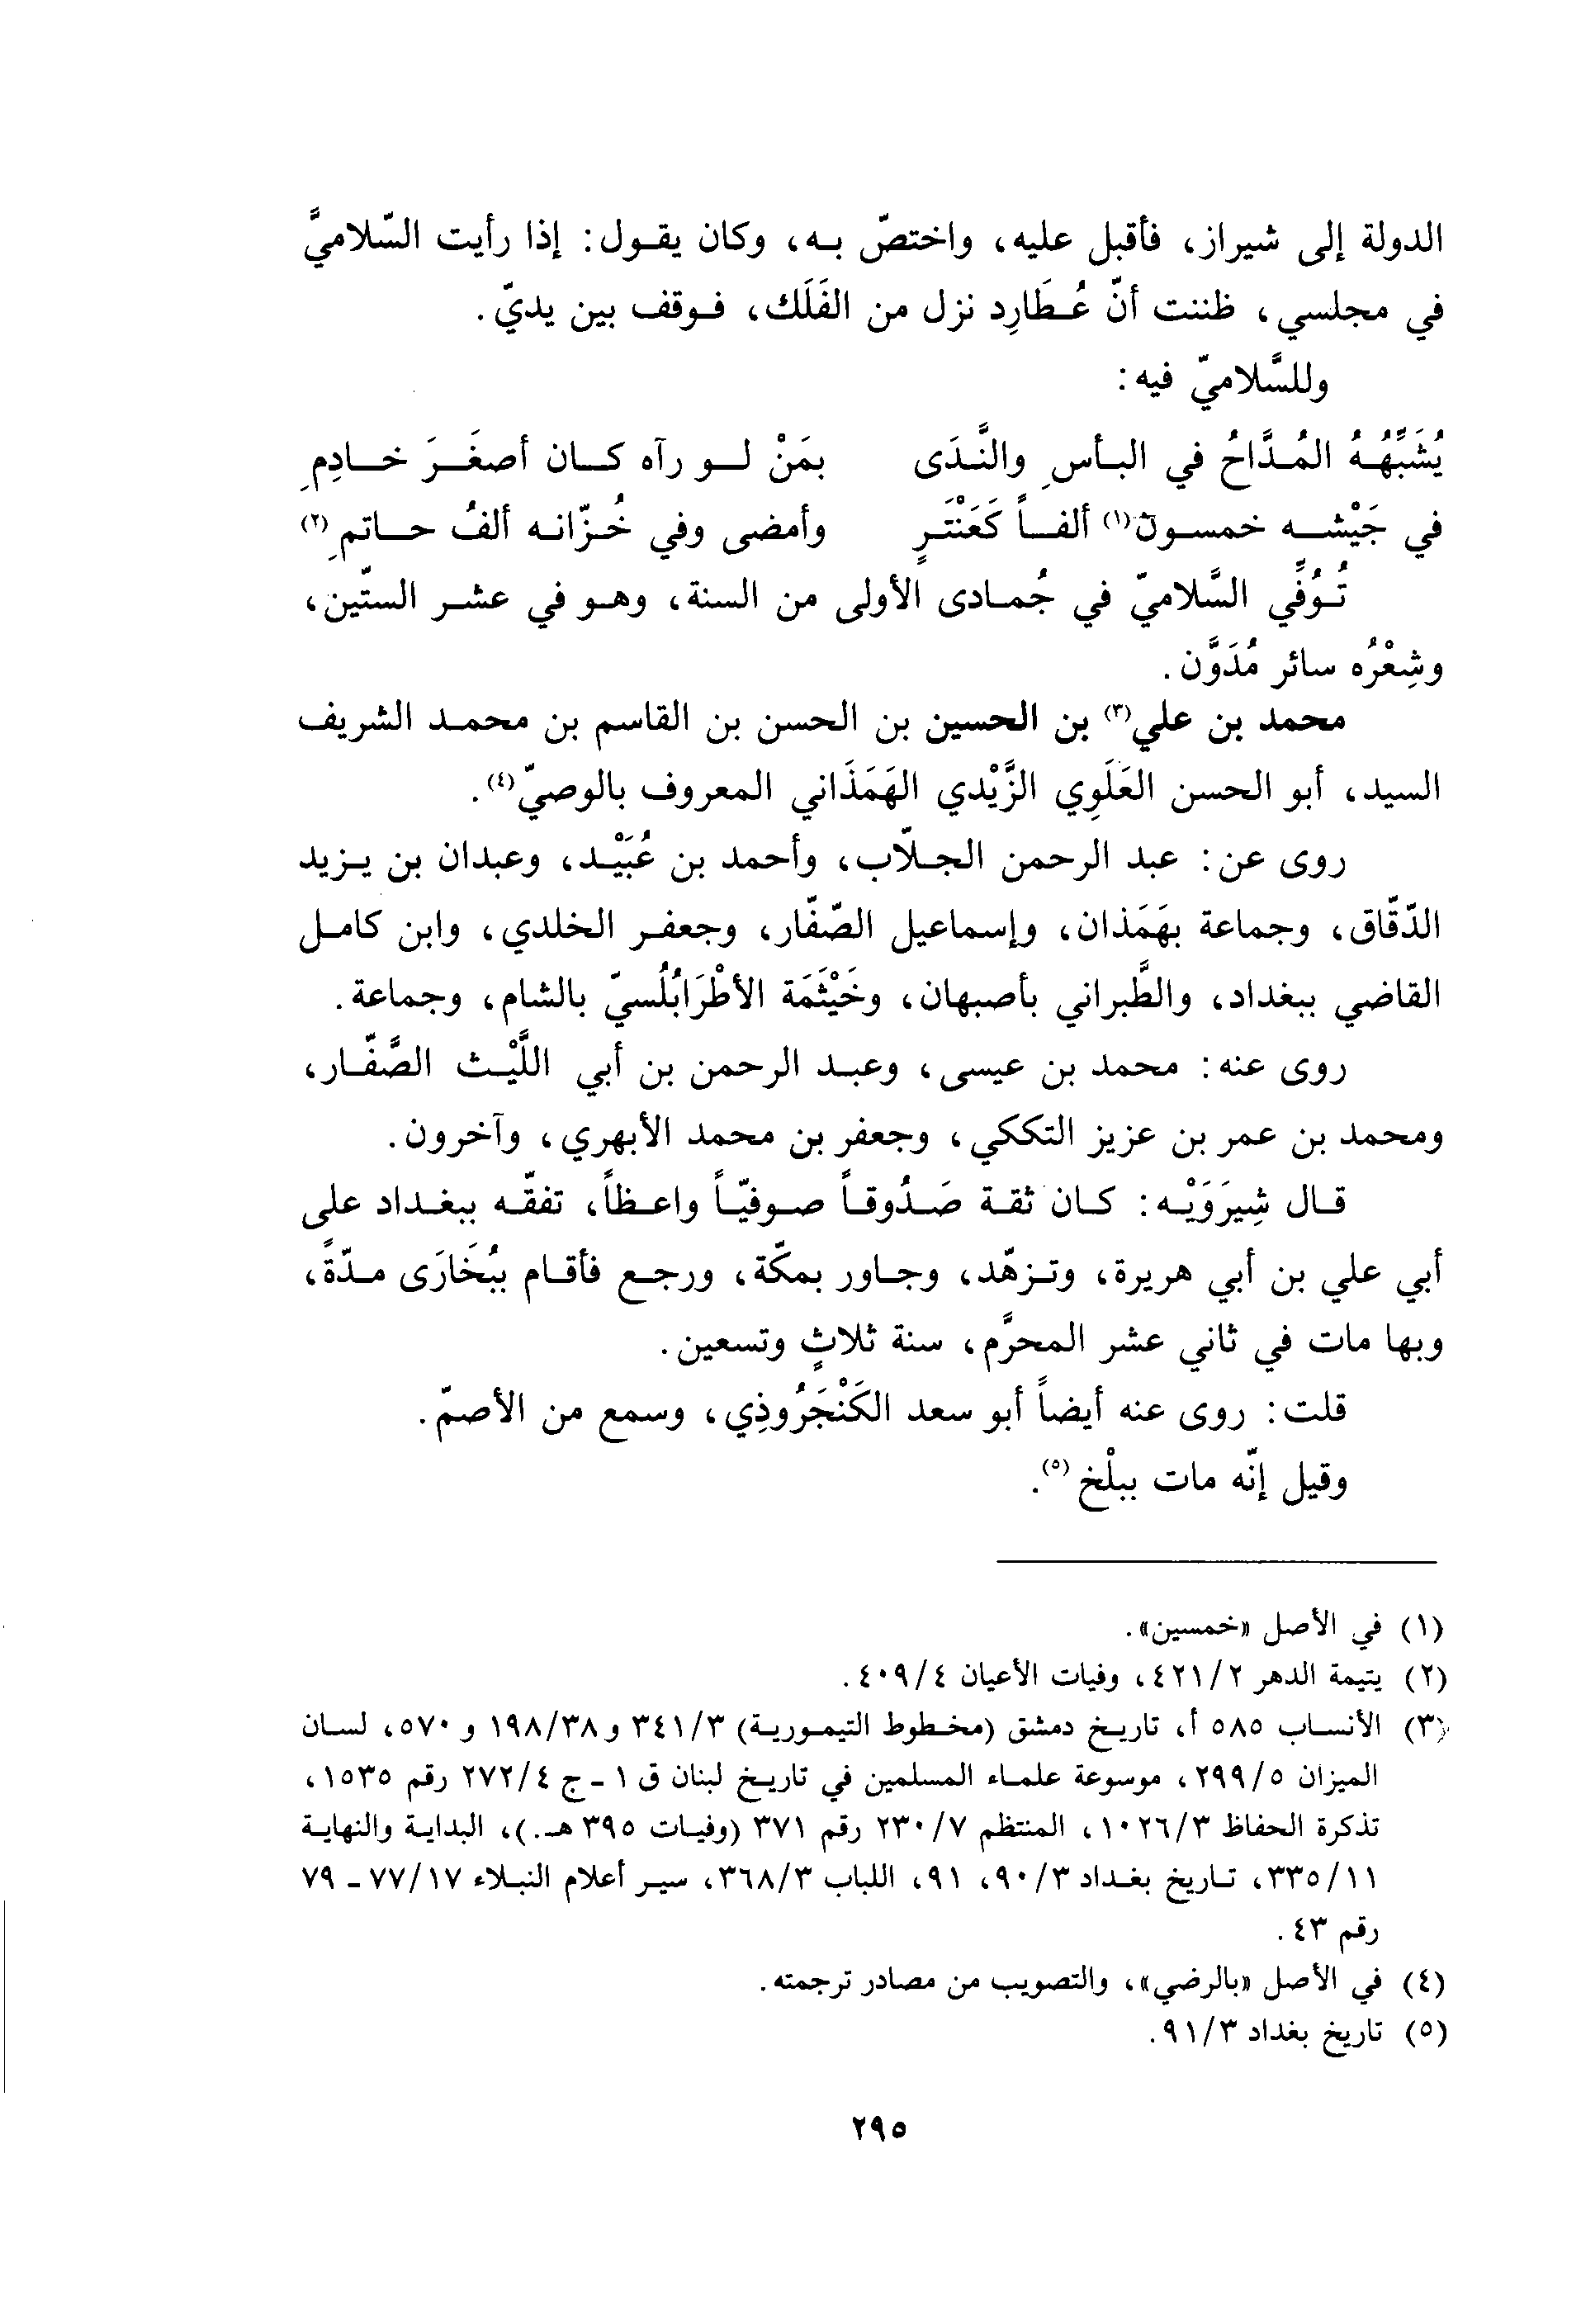 الدولة إلى شيراز، فأقبل عليه، واختصّ به، وكان يقول: إذا رأيت السّلاميَّ
في مجلسي، ظننت أنّ عُطَارِد نزل من الفَلَك، فوقف بين يديّ.
وللسَّلاميّ فيه:
يُشَبِّهُهُ المُدَّاحُ في البأسِ والنَّدَى بمَنْ لو رآه كان أصغَرَ خادِمِ
في جَيْشه خمسون(١) ألفاً كَعَنْتَرٍ وأمضى وفي خُزّانه ألفُ حاتمِ(٢)
تُوُفِّي السَّلاميّ في جُمادى الأولى من السنة، وهو في عشر الستّين،
وشِعْرُه سائر مُدَوَّن.
محمد بن علي(٣) بن الحسين بن الحسن بن القاسم بن محمد الشريف
السيد، أبو الحسن العَلَوِي الزَّيْدي الهَمَذَاني المعروف بالوصيّ(٤).
روى عن: عبد الرحمن الجلّاب، وأحمد بن عُبَيْد، وعبدان بن يزيد
الدّقّاق، وجماعة بهَمَذان، وإسماعيل الصّفّار، وجعفر الخلدي، وابن كامل
القاضي ببغداد، والطَّبراني بأصبهان، وخَيْثَمَة الأطْرَابُلُسيّ بالشام، وجماعة.
روى عنه: محمد بن عيسى، وعبد الرحمن بن أبي اللَّيْث الصَّفّار،
ومحمد بن عمر بن عزيز التككي، وجعفر بن محمد الأبهري، وآخرون.
قال شِيرَوَيْه: كان ثقة صَدُوقاً صوفيّاً واعظاً، تفقّه ببغداد على
أبي علي بن أبي هريرة، وتزهّد، وجاور بمكّة، ورجع فأقام ببُخَارَى مدّةً،
وبها مات في ثاني عشر المحرَّم، سنة ثلاثٍ وتسعين.
قلت: روى عنه أيضاً أبو سعد الكَنْجَرُوذِي، وسمع من الأصمّ.
وقيل إنّه مات ببلْخ(٥).
(١) في الأصل «خمسين».
(٢) يتيمة الدهر ٤٢١/٢، وفيات الأعيان ٤٠٩/٤.
(٣) الأنساب ٥٨٥ أ، تاريخ دمشق (مخطوط التيمورية) ٣٤١/٣ و١٩٨/٣٨ و ٥٧٠، لسان
الميزان ٢٩٩/٥، موسوعة علماء المسلمين في تاريخ لبنان ق ١ - ج ٢٧٢/٤ رقم ١٥٣٥،
تذكرة الحفاظ ١٠٢٦/٣، المنتظم ٢٣٠/٧ رقم ٣٧١ (وفيات ٣٩٥ هـ.)، البداية والنهاية
٣٣٥/١١، تاريخ بغداد ٩٠/٣، ٩١، اللباب ٣٦٨/٣، سير أعلام النبلاء ٧٧/١٧ - ٧٩
رقم ٤٣.
(٤) في الأصل «بالرضي»، والتصويب من مصادر ترجمته.
(٥) تاريخ بغداد ٩١/٣.
٢٩٥